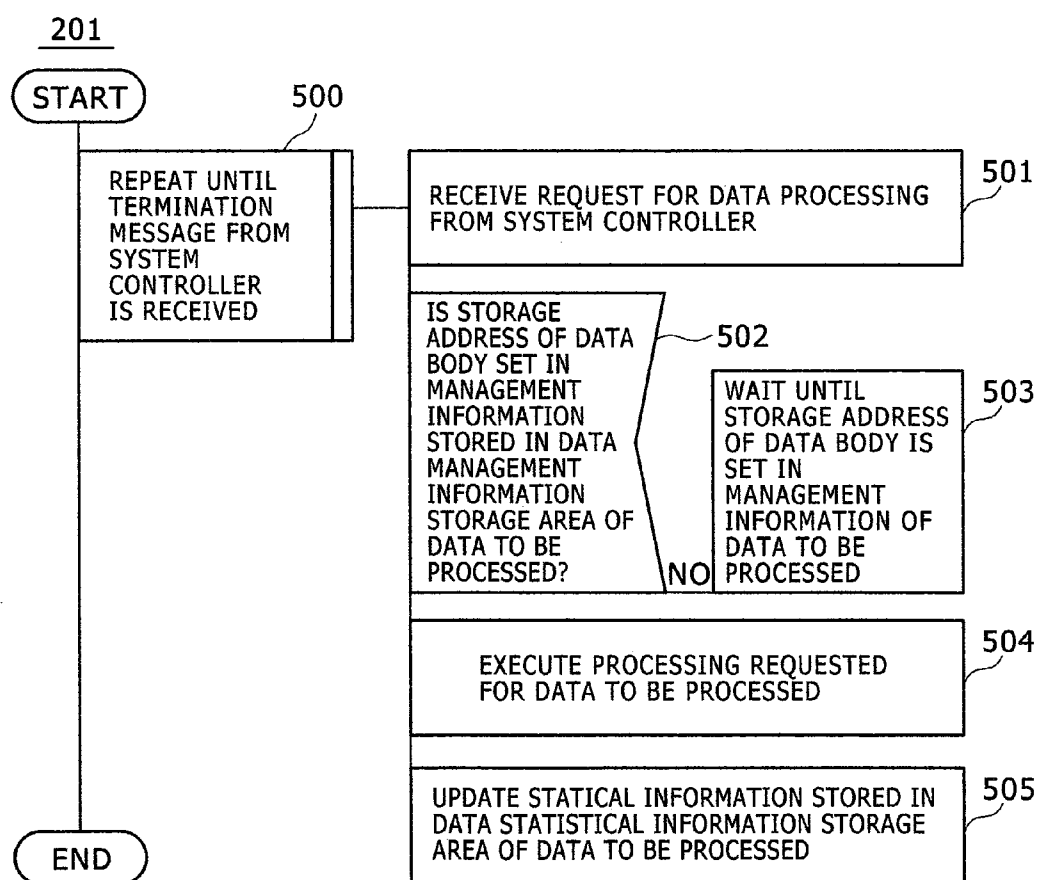 201
START
500
REPEAT UNTIL
TERMINATION
MESSAGE FROM
SYSTEM
CONTROLLER
IS RECEIVED
501
RECEIVE REQUEST FOR DATA PROCESSING
FROM SYSTEM CONTROLLER
502
IS STORAGE
ADDRESS OF DATA
BODY SET IN
MANAGEMENT
INFORMATION
STORED IN DATA
MANAGEMENT
INFORMATION
STORAGE AREA OF
DATA TO BE
PROCESSED?
NO
503
WAIT UNTIL
STORAGE ADDRESS
OF DATA BODY IS
SET IN
MANAGEMENT
INFORMATION OF
DATA TO BE
PROCESSED
504
EXECUTE PROCESSING REQUESTED
FOR DATA TO BE PROCESSED
505
UPDATE STATICAL INFORMATION STORED IN
DATA STATISTICAL INFORMATION STORAGE
AREA OF DATA TO BE PROCESSED
END